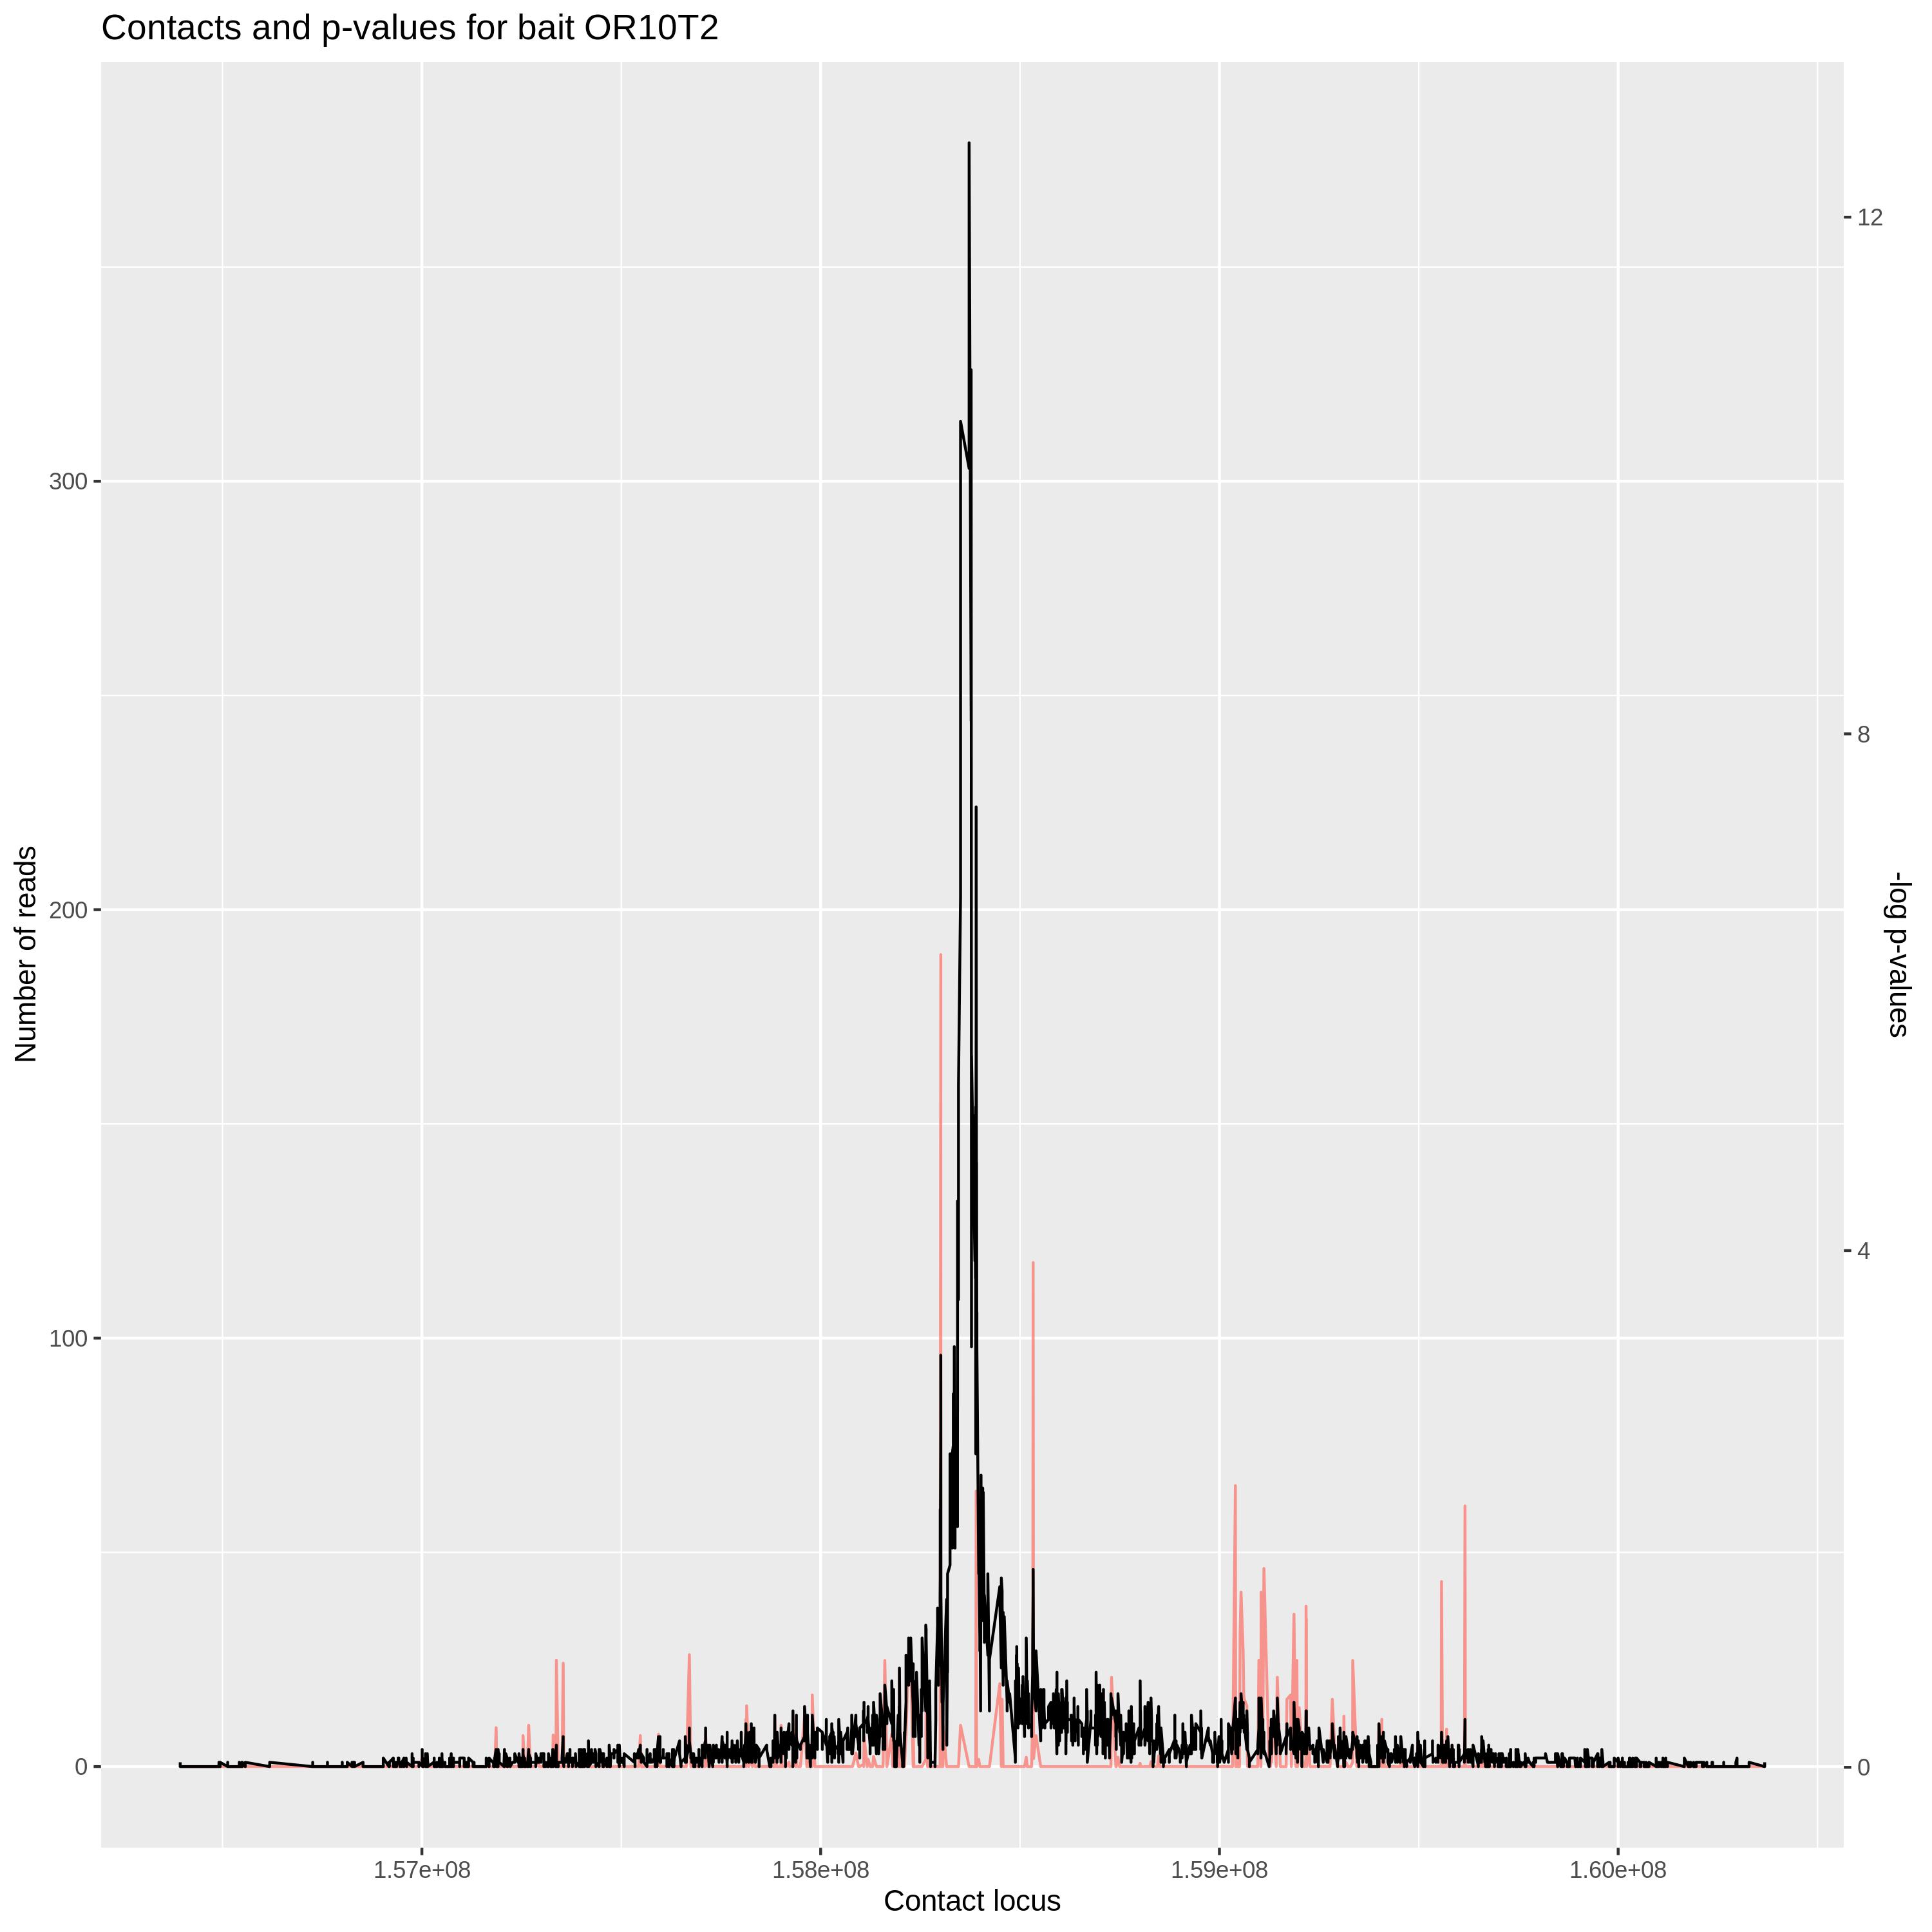 Contacts and p-values for bait OR10T2
Number of reads
300
200
100
0
12
8
4
0
-log p-values
1.57e+08
1.58e+08
1.59e+08
1.60e+08
Contact locus